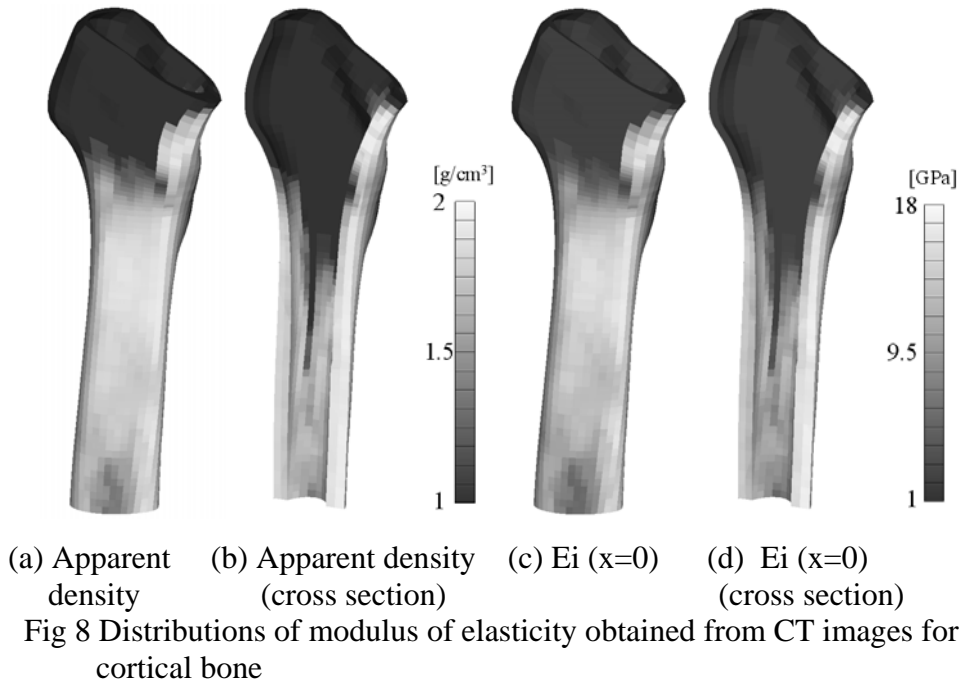 [g/cm³]
2
1.5
1
[GPa]
18
9.5
1
(a) Apparent density
(b) Apparent density (cross section)
(c) Ei (x=0)
(d) Ei (x=0) (cross section)
Fig 8 Distributions of modulus of elasticity obtained from CT images for
cortical bone